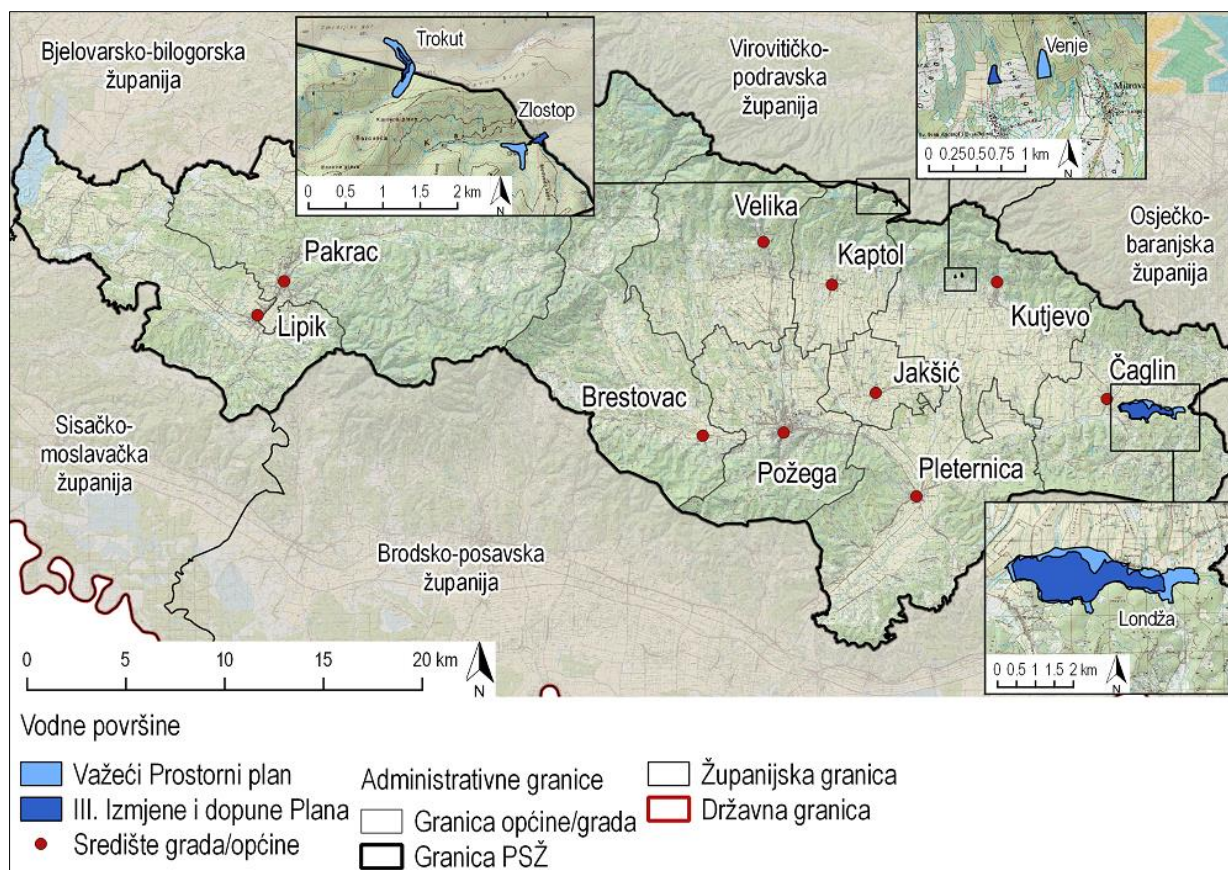 Bjelovarsko-bilogorska
županija
Trokut
Zlostop
0 0.5 1 1.5 2 km
N
Virovitičko-
podravska
županija
Venje
0 0.25 0.5 0.75 1 km
N
Osječko-
baranjska
županija
Velika
Kaptol
Kutjevo
Pakrac
Lipik
Jakšić
Čaglin
Brestovac
Požega
Pleternica
Sisačko-
moslavačka
županija
Brodsko-posavska
županija
Londža
0 0.5 1 1.5 2 km
N
0 5 10 15 20 km
N
Vodne površine
Važeći Prostorni plan
III. Izmjene i dopune Plana
Središte grada/općine
Administrativne granice
Granica općine/grada
Granica PSŽ
Županijska granica
Državna granica